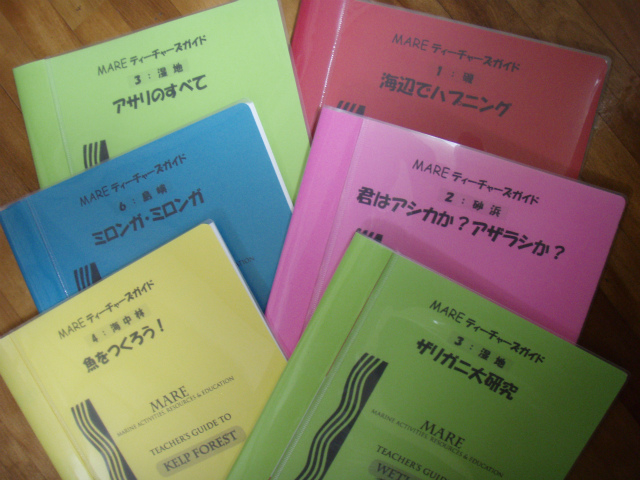 MARE ティーチャーズガイド
3：湿地
アサリのすべて
MARE ティーチャーズガイド
1：磯
海辺でハプニング
MARE ティーチャーズガイド
6：島嶼
ミロンガ・ミロンガ
MARE ティーチャーズガイド
2：砂浜
君はアシカか？アザラシか？
MARE ティーチャーズガイド
4：海中林
魚をつくろう！
MARE
MARINE ACTIVITIES, RESOURCES & EDUCATION
TEACHER'S GUIDE TO
KELP FOREST
MARE ティーチャーズガイド
3：湿地
ザリガニ大研究
MARE
MARINE ACTIVITIES, RESOURCES & EDUCATION
TEACHER'S